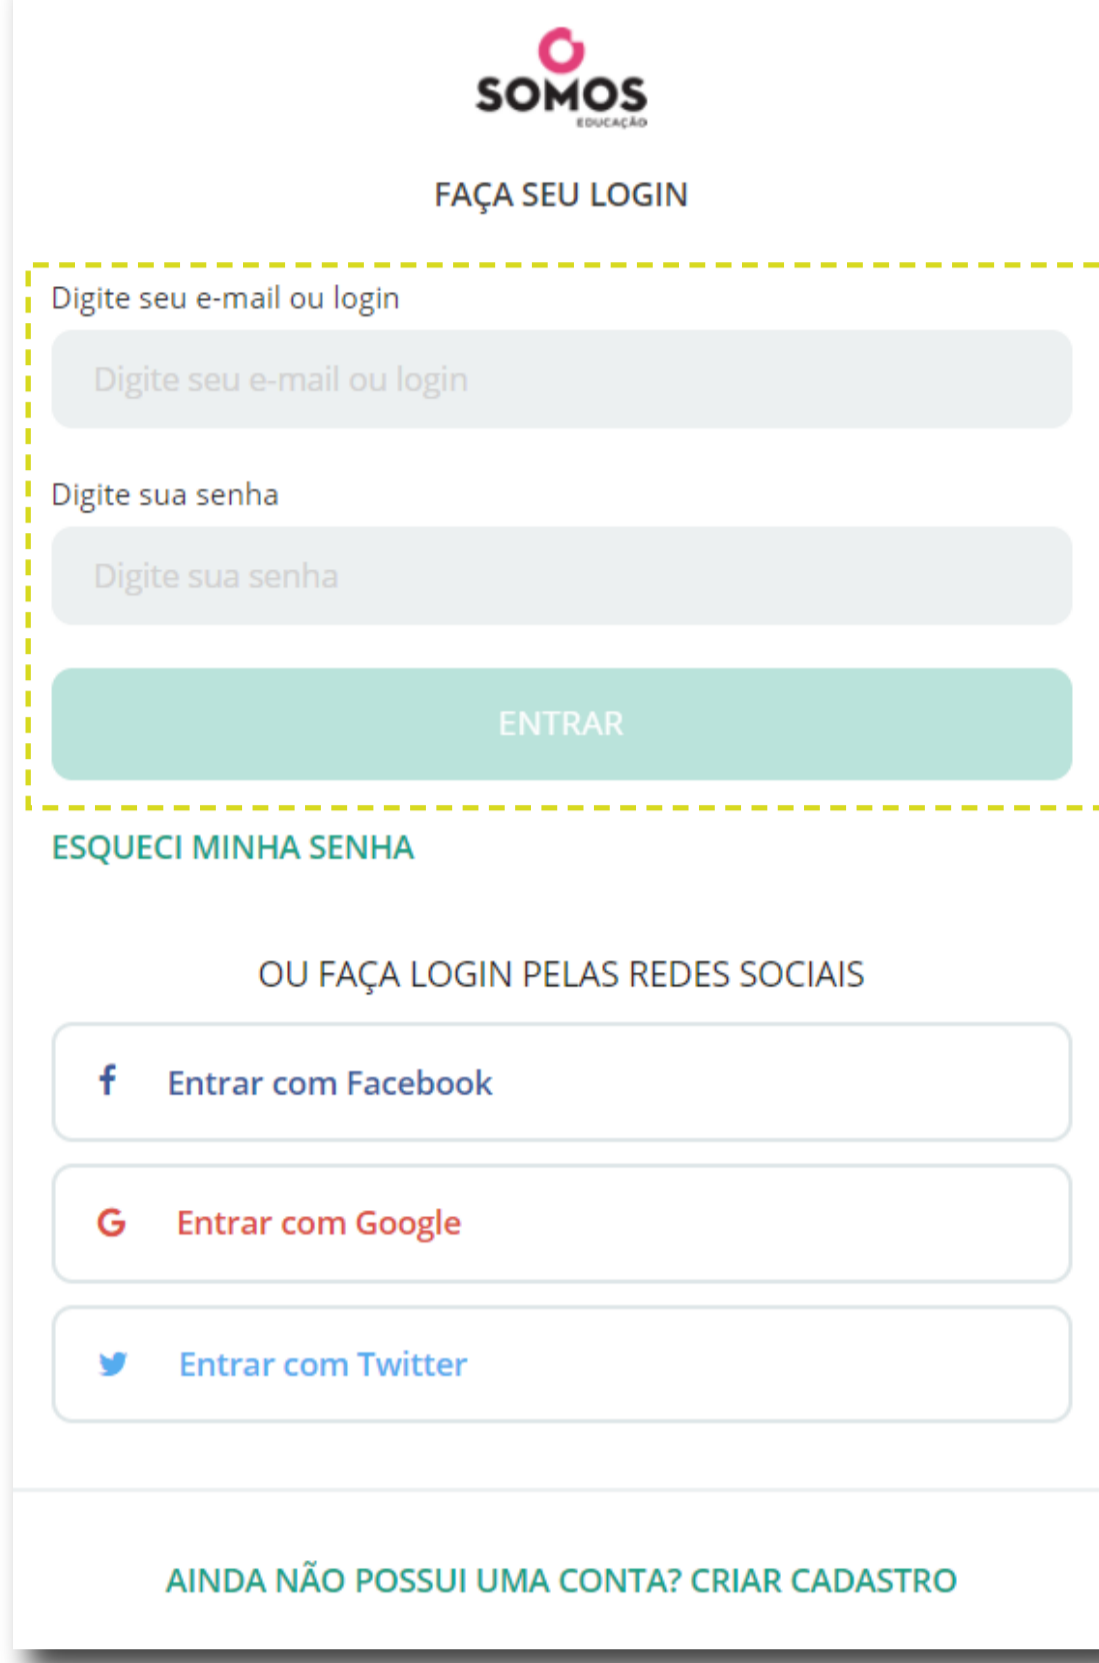 SOMOS
EDUCAÇÃO
FAÇA SEU LOGIN
Digite seu e-mail ou login
Digite seu e-mail ou login
Digite sua senha
Digite sua senha
ENTRAR
ESQUECI MINHA SENHA
OU FAÇA LOGIN PELAS REDES SOCIAIS
f Entrar com Facebook
G Entrar com Google
Entrar com Twitter
AINDA NÃO POSSUI UMA CONTA? CRIAR CADASTRO